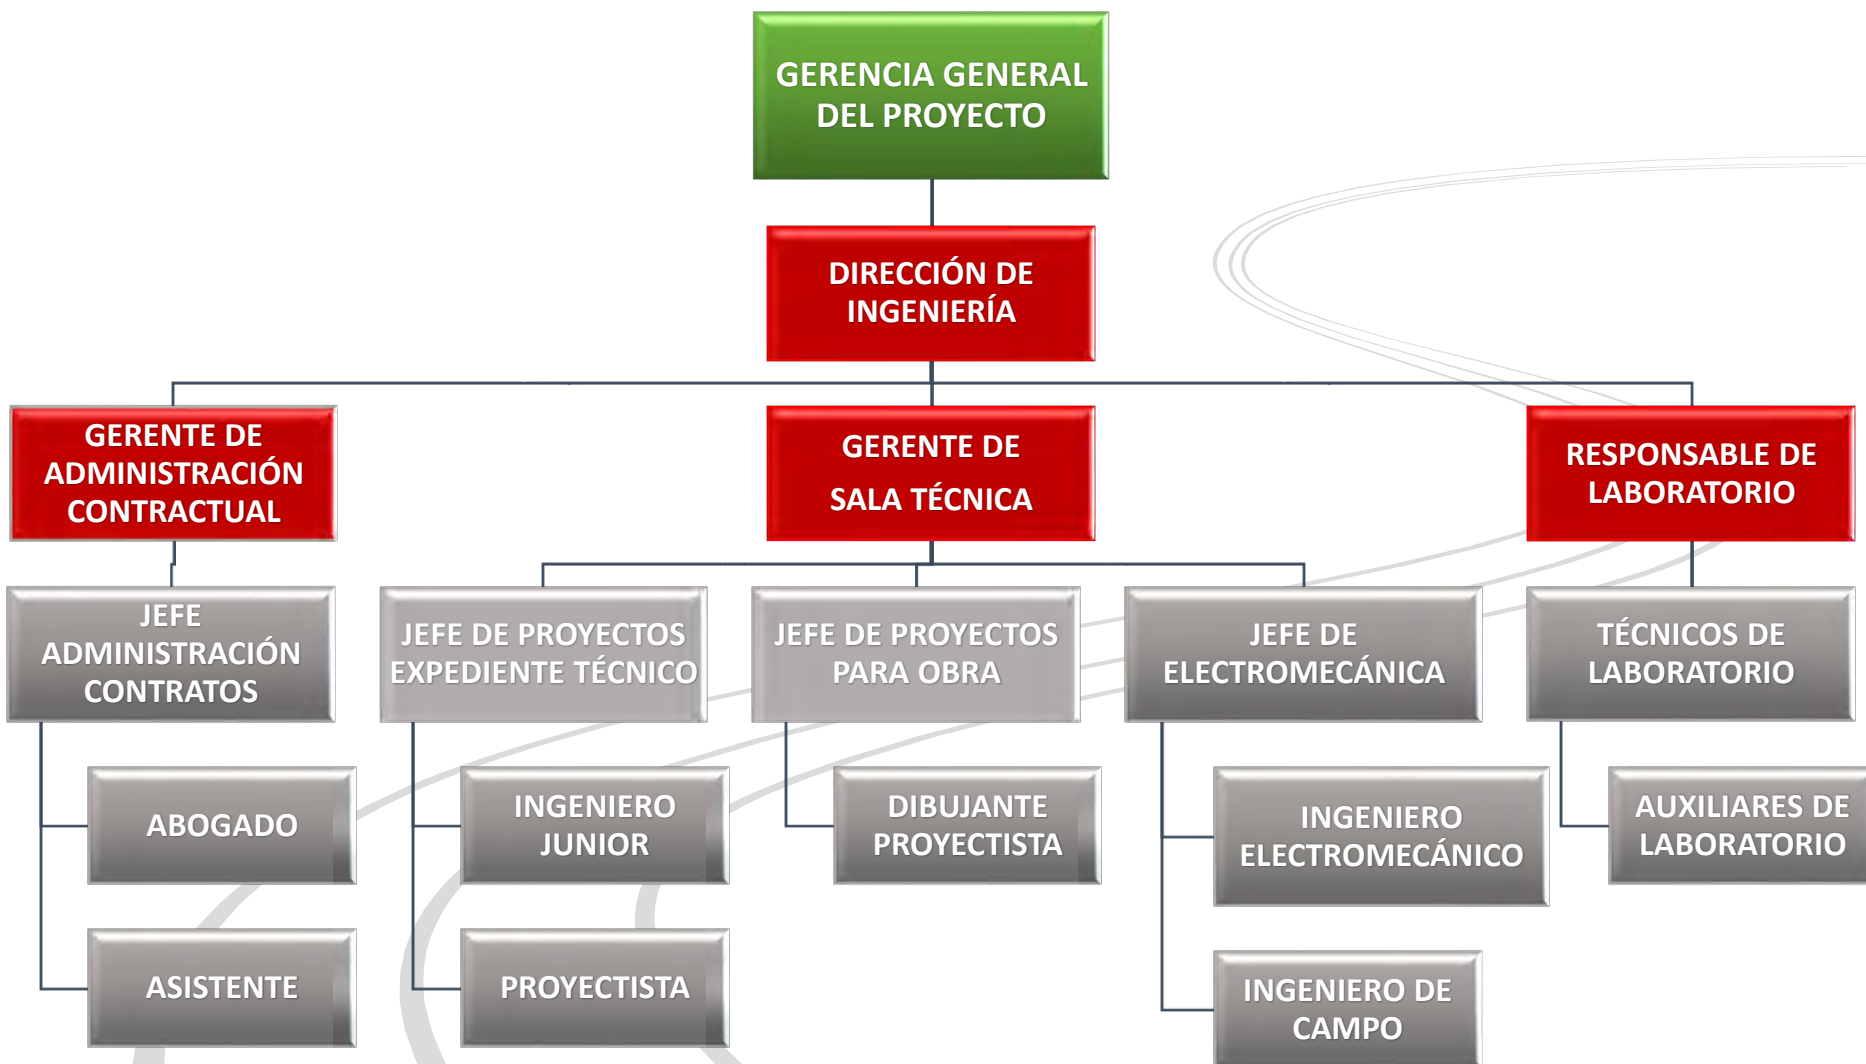 GERENCIA GENERAL
DEL PROYECTO
DIRECCIÓN DE
INGENIERÍA
GERENTE DE
ADMINISTRACIÓN
CONTRACTUAL
GERENTE DE
SALA TÉCNICA
RESPONSABLE DE
LABORATORIO
JEFE
ADMINISTRACIÓN
CONTRATOS
JEFE DE PROYECTOS
EXPEDIENTE TÉCNICO
JEFE DE PROYECTOS
PARA OBRA
JEFE DE
ELECTROMECÁNICA
TÉCNICOS DE
LABORATORIO
ABOGADO
INGENIERO
JUNIOR
DIBUJANTE
PROYECTISTA
INGENIERO
ELECTROMECÁNICO
AUXILIARES DE
LABORATORIO
ASISTENTE
PROYECTISTA
INGENIERO DE
CAMPO